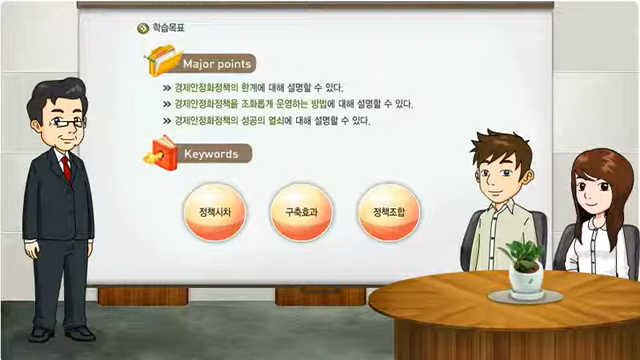 학습목표
Major points
>> 경제안정화정책의 한계에 대해 설명할 수 있다.
>> 경제안정화정책을 조화롭게 운영하는 방법에 대해 설명할 수 있다.
>> 경제안정화정책의 성공의 열쇠에 대해 설명할 수 있다.
Keywords
정책시차
구축효과
정책조합